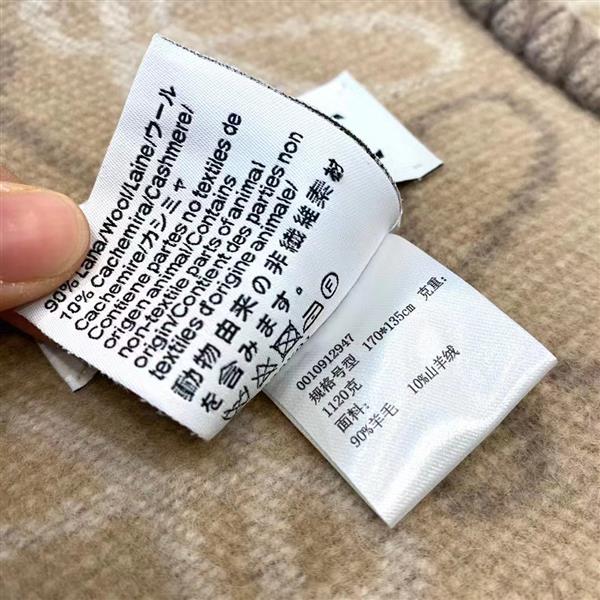 90% Lana/Wool/Laine/ウール
10% Cachemira/Cashmere/
Cachemire/カシミヤ
Contiene partes no textiles de
origen animal/Contains
non-textile parts of animal
origin/Contient des parties non
textiles d'origine animale/
動物由来の非繊維素材
を含みます。
F
0010912947
规格号型 170*135cm 克重:
1120克
面料:
90%羊毛 10%山羊绒